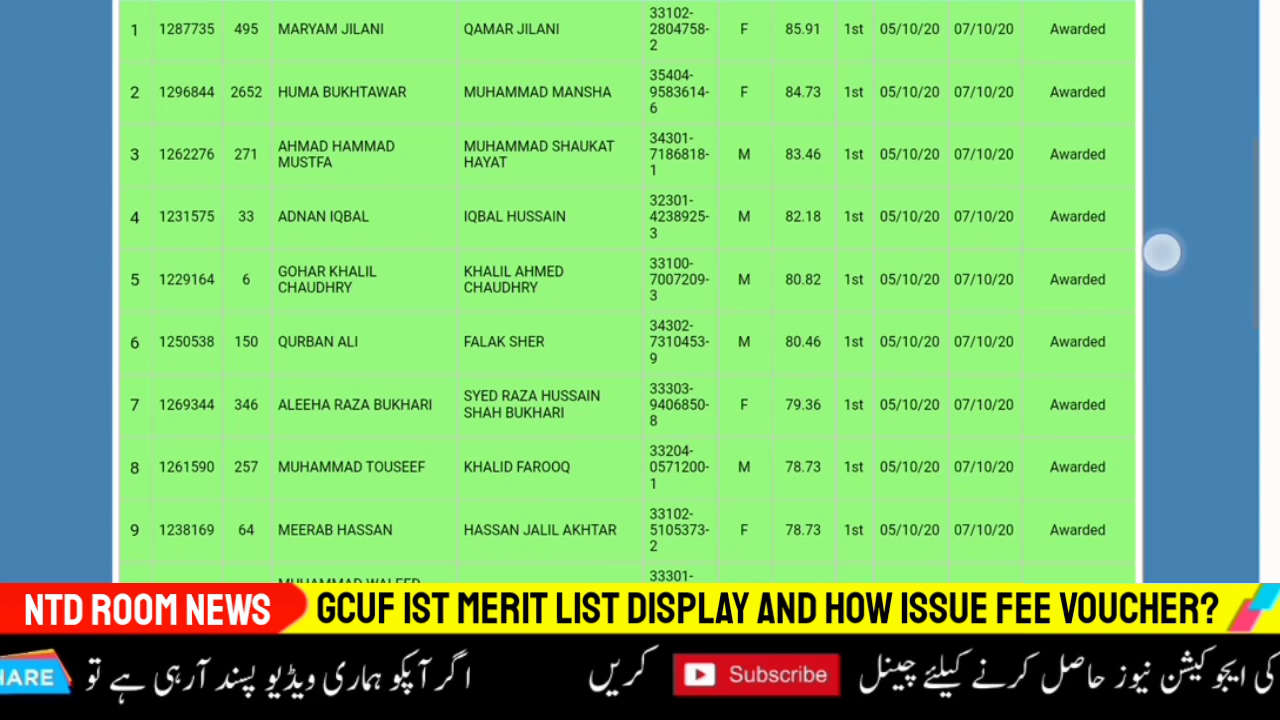 1 1287735 495 MARYAM JILANI QAMAR JILANI 33102-2804758-2 F 85.91 1st 05/10/20 07/10/20 Awarded
2 1296844 2652 HUMA BUKHTAWAR MUHAMMAD MANSHA 35404-9583614-6 F 84.73 1st 05/10/20 07/10/20 Awarded
3 1262276 271 AHMAD HAMMAD MUSTFA MUHAMMAD SHAUKAT HAYAT 34301-7186818-1 M 83.46 1st 05/10/20 07/10/20 Awarded
4 1231575 33 ADNAN IQBAL IQBAL HUSSAIN 32301-4238925-3 M 82.18 1st 05/10/20 07/10/20 Awarded
5 1229164 6 GOHAR KHALIL CHAUDHRY KHALIL AHMED CHAUDHRY 33100-7007209-3 M 80.82 1st 05/10/20 07/10/20 Awarded
6 1250538 150 QURBAN ALI FALAK SHER 34302-7310453-9 M 80.46 1st 05/10/20 07/10/20 Awarded
7 1269344 346 ALEEHA RAZA BUKHARI SYED RAZA HUSSAIN SHAH BUKHARI 33303-9406850-8 F 79.36 1st 05/10/20 07/10/20 Awarded
8 1261590 257 MUHAMMAD TOUSEEF KHALID FAROOQ 33204-0571200-1 M 78.73 1st 05/10/20 07/10/20 Awarded
9 1238169 64 MEERAB HASSAN HASSAN JALIL AKHTAR 33102-5105373-2 F 78.73 1st 05/10/20 07/10/20 Awarded
33301-
NTD ROOM NEWS GCUF IST MERIT LIST DISPLAY AND HOW ISSUE FEE VOUCHER?
کی ایجوکیشن نیوز حاصل کرنے کیلئے چینل Subscribe کریں اگر آپکو ہماری ویڈیو پسند آرہی ہے تو HARE